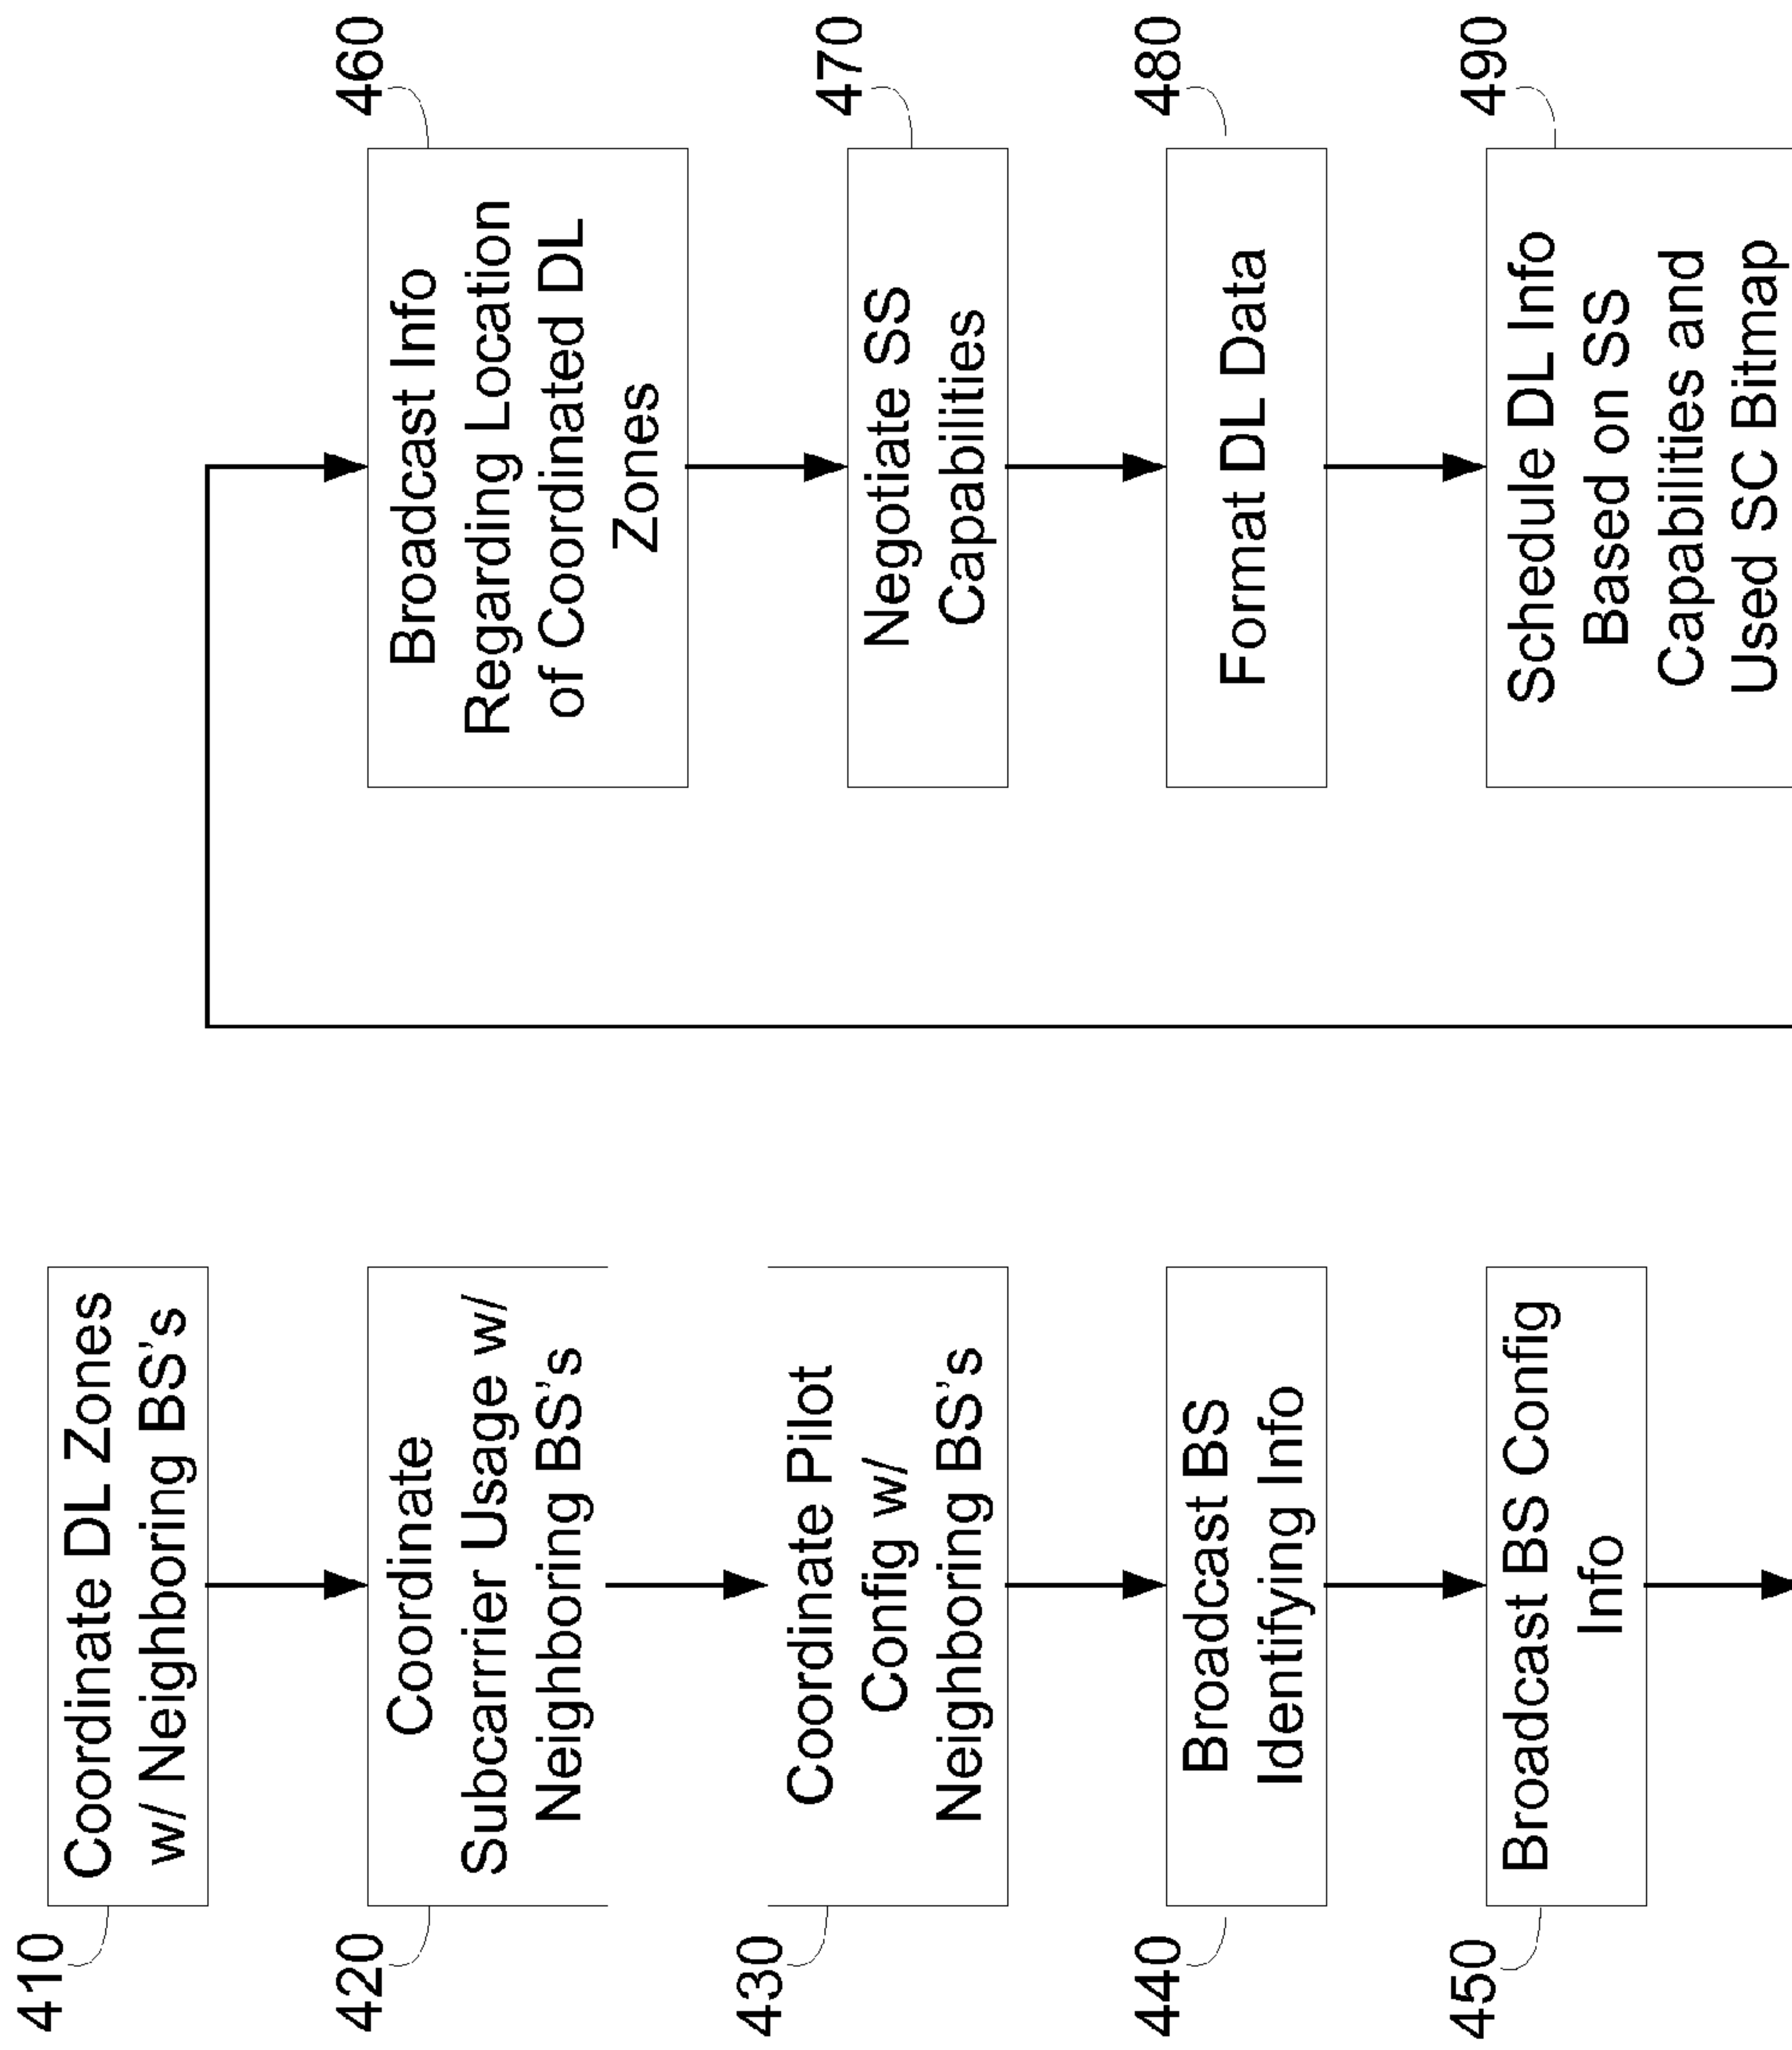 410
Coordinate DL Zones
w/ Neighboring BS's
420
Coordinate
Subcarrier Usage w/
Neighboring BS's
430
Coordinate Pilot
Config w/
Neighboring BS's
440
Broadcast BS
Identifying Info
450
Broadcast BS Config
Info
460
Broadcast Info
Regarding Location
of Coordinated DL
Zones
470
Negotiate SS
Capabilities
480
Format DL Data
490
Schedule DL Info
Based on SS
Capabilities and
Used SC Bitmap